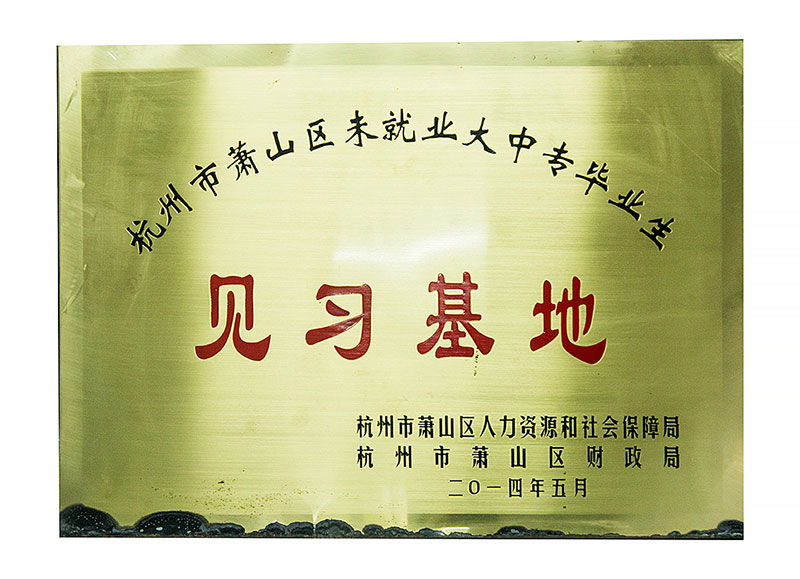 杭州市萧山区未就业大中专毕业生
见习基地
杭州市萧山区人力资源和社会保障局
杭州市萧山区财政局
二〇一四年五月